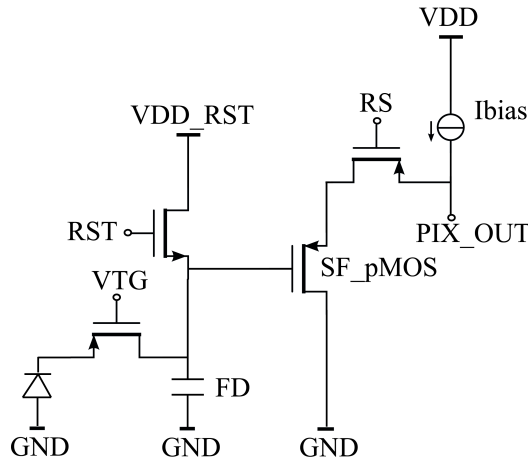 VDD
RS
Ibias
VDD_RST
RST
PIX_OUT
SF_pMOS
VTG
FD
GND
GND
GND